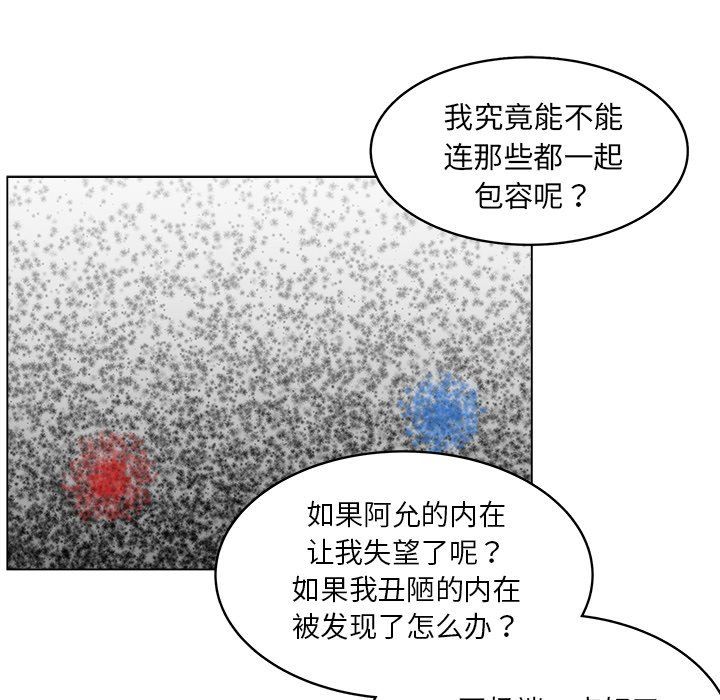 我究竟能不能
连那些都一起
包容呢？
如果阿允的内在
让我失望了呢？
如果我丑陋的内在
被发现了怎么办？